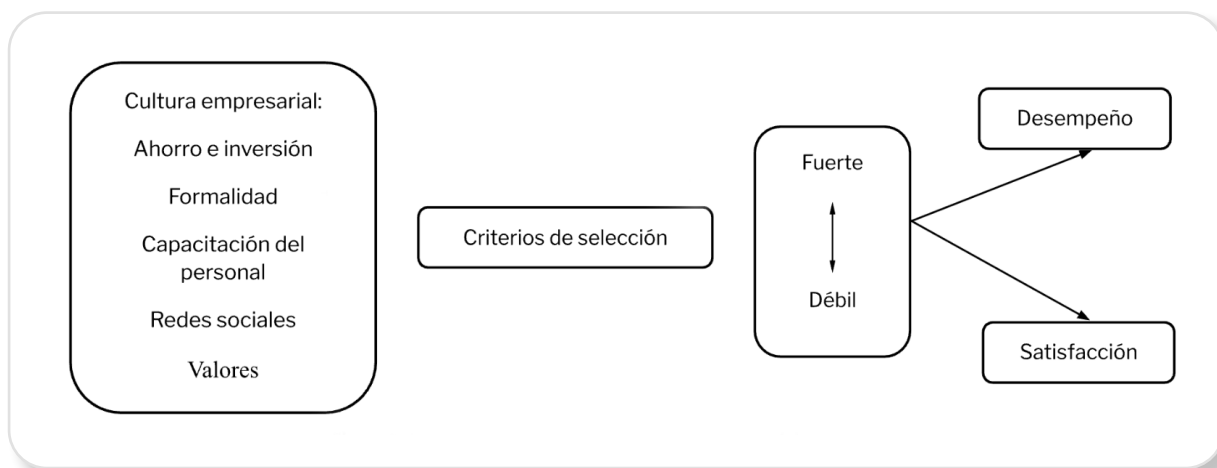 Cultura empresarial:
Ahorro e inversión
Formalidad
Capacitación del
personal
Redes sociales
Valores
Criterios de selección
Fuerte
Débil
Desempeño
Satisfacción